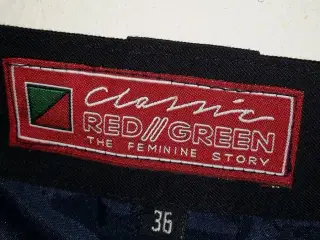 Classic
RED//GREEN
THE FEMININE STORY
36